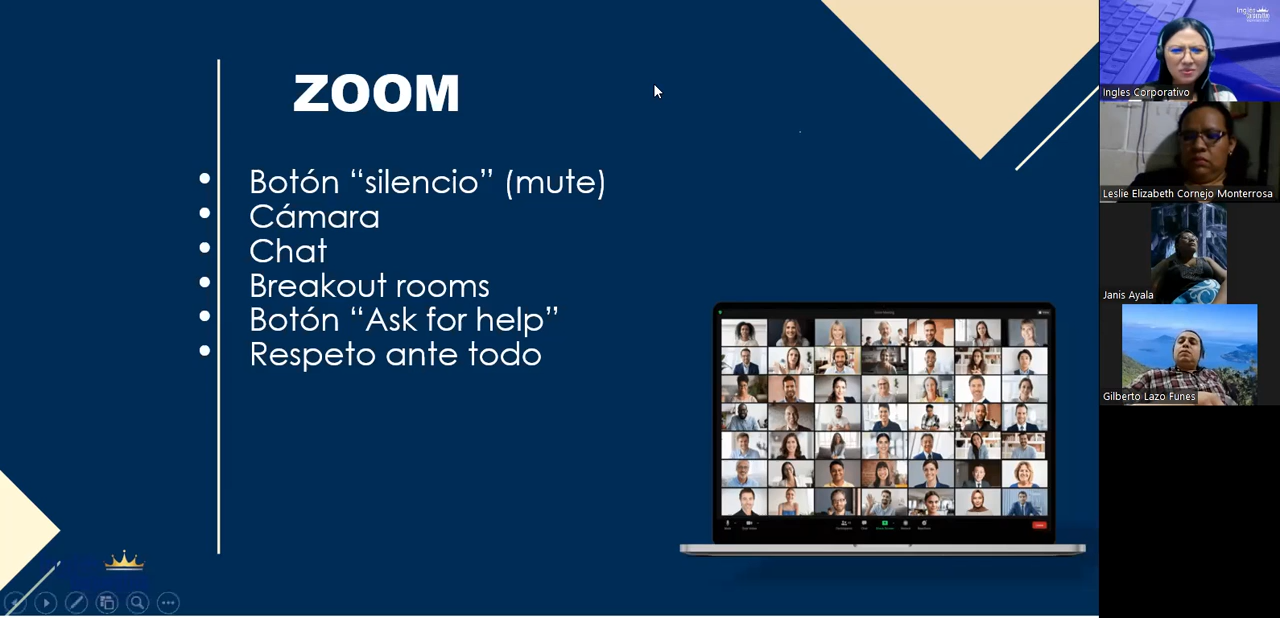 ZOOM
• Botón “silencio” (mute)
• Cámara
• Chat
• Breakout rooms
• Botón “Ask for help”
• Respeto ante todo
Ingles Corporativo
Leslie Elizabeth Cornejo Monterrosa
Janis Ayala
Gilberto Lazo Funes